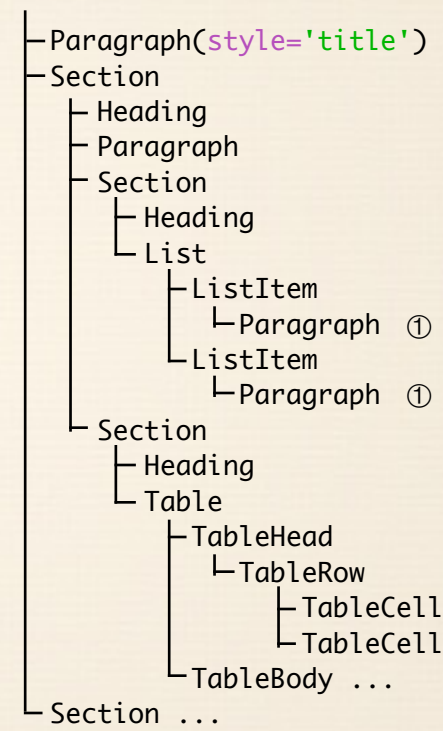 Paragraph(style='title')
Section
Heading
Paragraph
Section
Heading
List
ListItem
Paragraph ①
ListItem
Paragraph ①
Section
Heading
Table
TableHead
TableRow
TableCell
TableCell
TableBody ...
Section ...